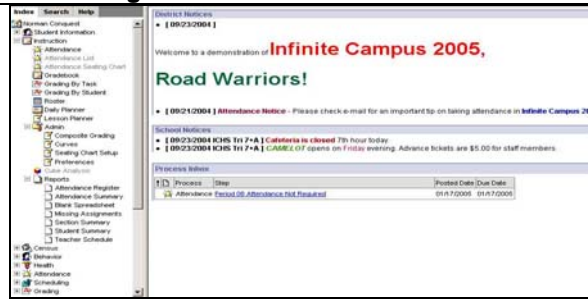 Index Search Help
Norman Conquest
Student Information
Instruction
Attendance
Attendance List
Attendance Seating Chart
Gradebook
Grading By Task
Grading By Student
Roster
Daily Planner
Lesson Planner
Admin
Composite Grading
Curves
Seating Chart Setup
Preferences
Cube Analysis
Reports
Attendance Register
Attendance Summary
Blank Spreadsheet
Missing Assignments
Section Summary
Student Summary
Teacher Schedule
Census
Behavior
Health
Attendance
Scheduling
Grading
District Notices
[ 09/23/2004 ]
Welcome to a demonstration of Infinite Campus 2005,
Road Warriors!
[ 09/21/2004 ] Attendance Notice - Please check e-mail for an important tip on taking attendance in Infinite Campus 20
School Notices
[ 09/23/2004 ICHS Tri 7*A ] Cafeteria is closed 7th hour today.
[ 09/23/2004 ICHS Tri 7*A ] CAMELOT opens on Friday evening. Advance tickets are $5.00 for staff members.
Process Inbox
Process Step Posted Date Due Date
Attendance Period 08 Attendance Not Required 01/17/2005 01/17/2005